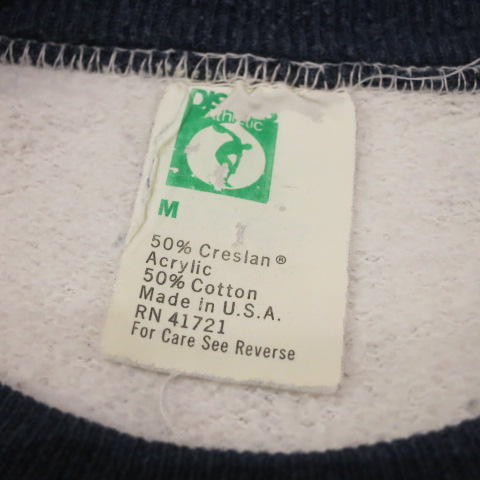 Athletic
M
50% Creslan®
Acrylic
50% Cotton
Made in U.S.A.
RN 41721
For Care See Reverse